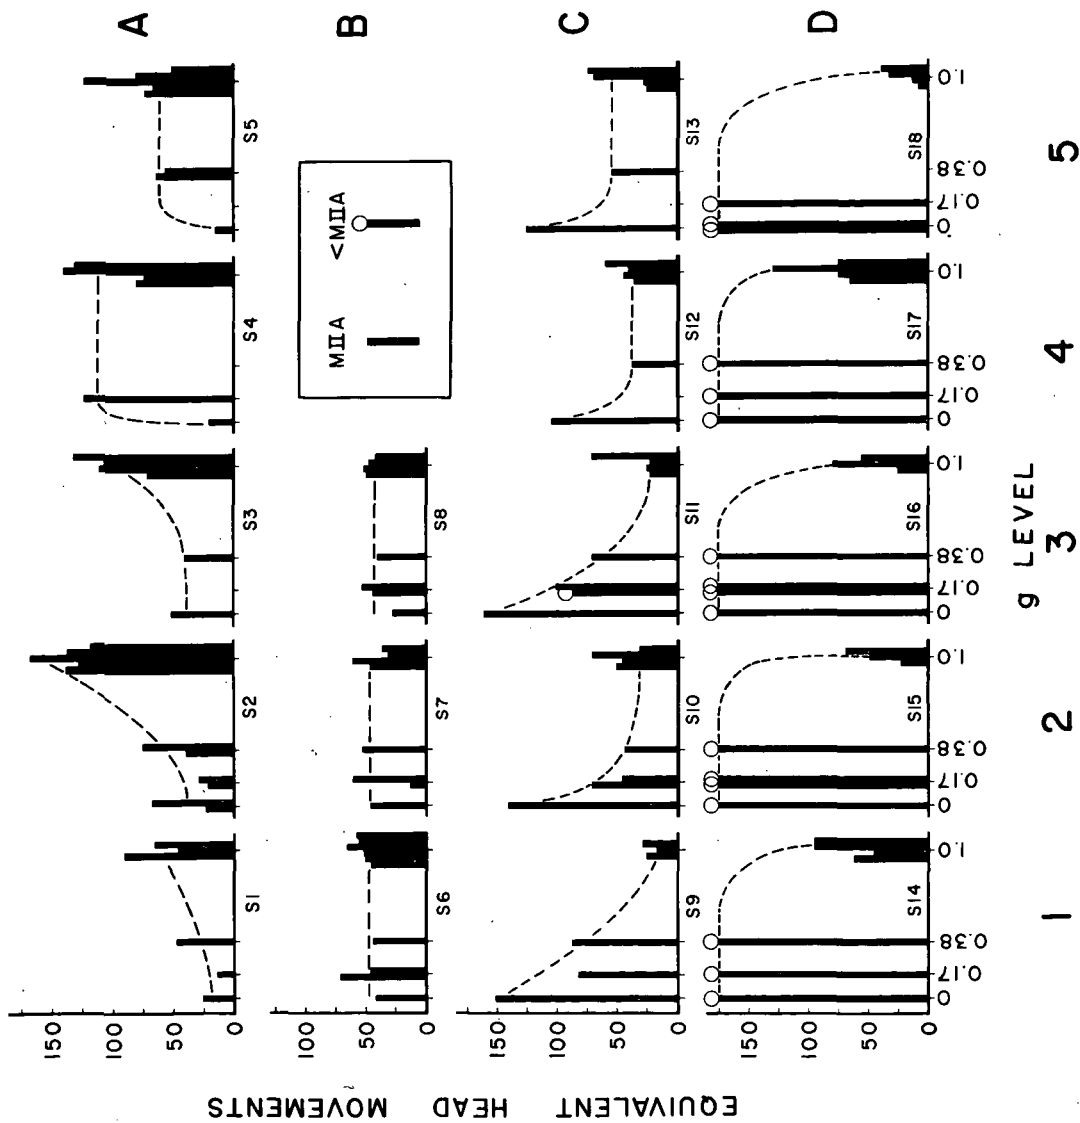 A
150
100
50
0
S1
S2
S3
S4
S5
B
50
0
S6
S7
S8
MIIA
<MIIA
C
150
100
50
0
S9
S10
S11
S12
S13
D
150
100
50
0
S14
S15
S16
S17
S18
0 0.17 0.38 1.0
0 0.17 0.38 1.0
0 0.17 0.38 1.0
0 0.17 0.38 1.0
0 0.17 0.38 1.0
1 2 3 4 5
g LEVEL
EQUIVALENT HEAD MOVEMENTS